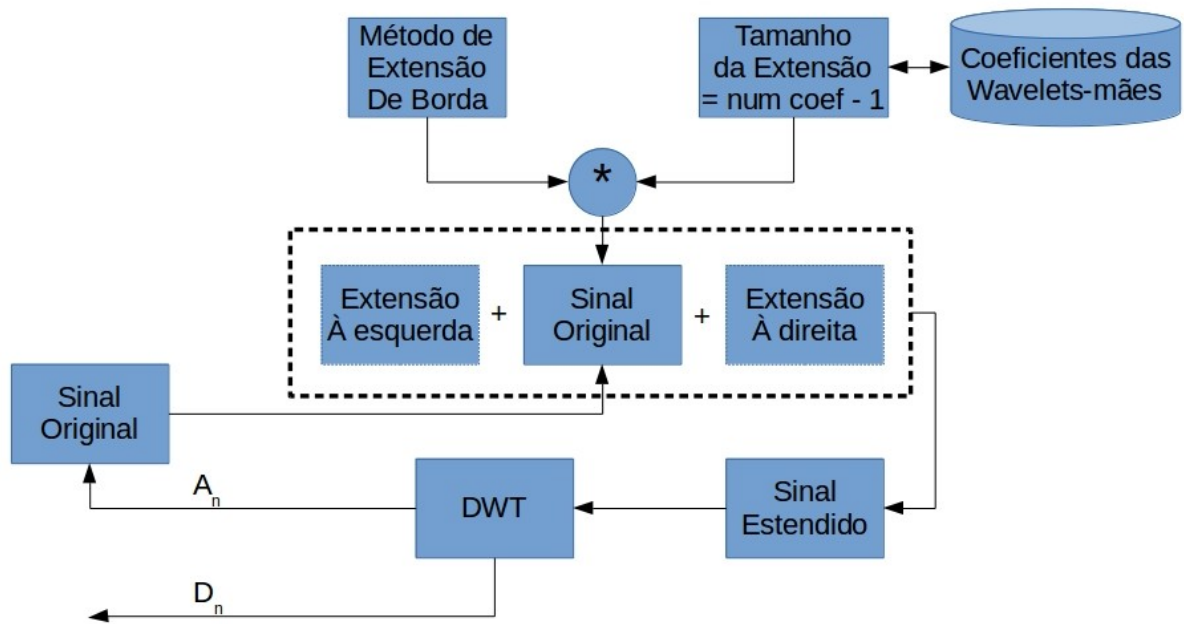 Método de
Extensão
De Borda
Tamanho
da Extensão
= num coef - 1
Coeficientes das
Wavelets-mães
*
Extensão
À esquerda
+
Sinal
Original
+
Extensão
À direita
Sinal
Original
An
DWT
Sinal
Estendido
Dn